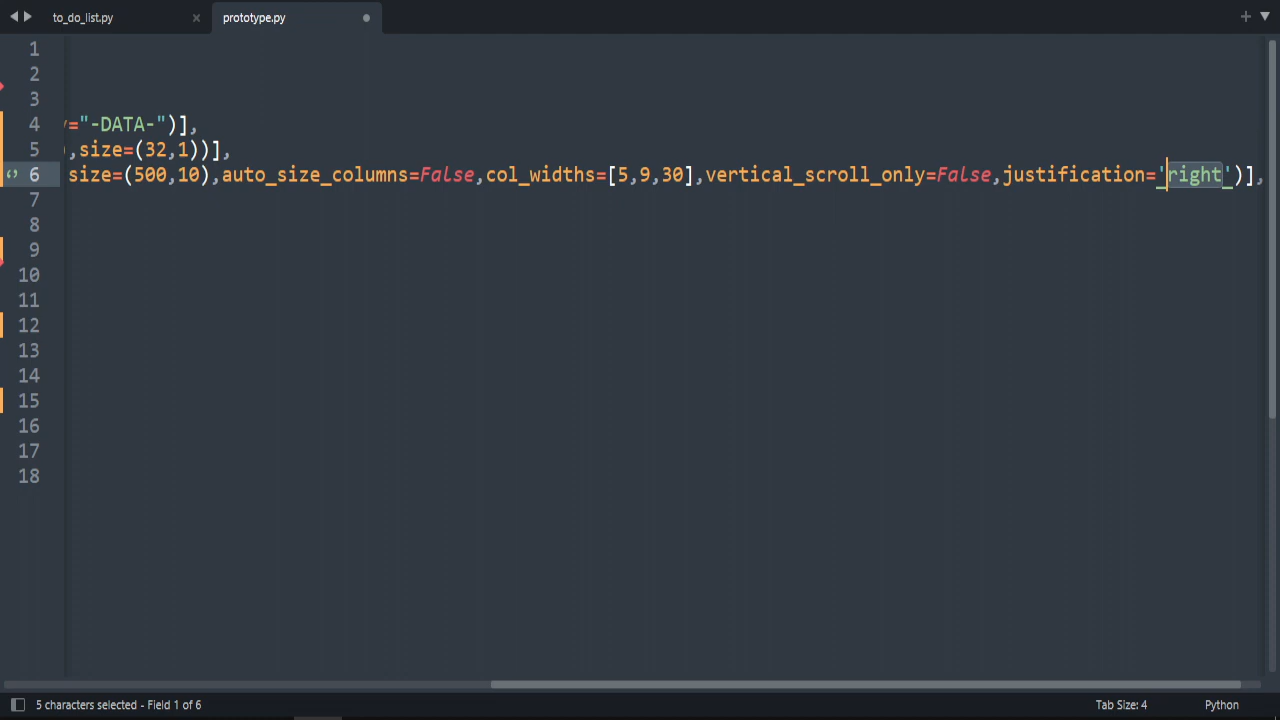 to_do_list.py
prototype.py
1
2
3
4 ="-DATA-")],
5 ,size=(32,1))],
6 size=(500,10),auto_size_columns=False,col_widths=[5,9,30],vertical_scroll_only=False,justification='right')],
7
8
9
10
11
12
13
14
15
16
17
18
5 characters selected - Field 1 of 6
Tab Size: 4
Python